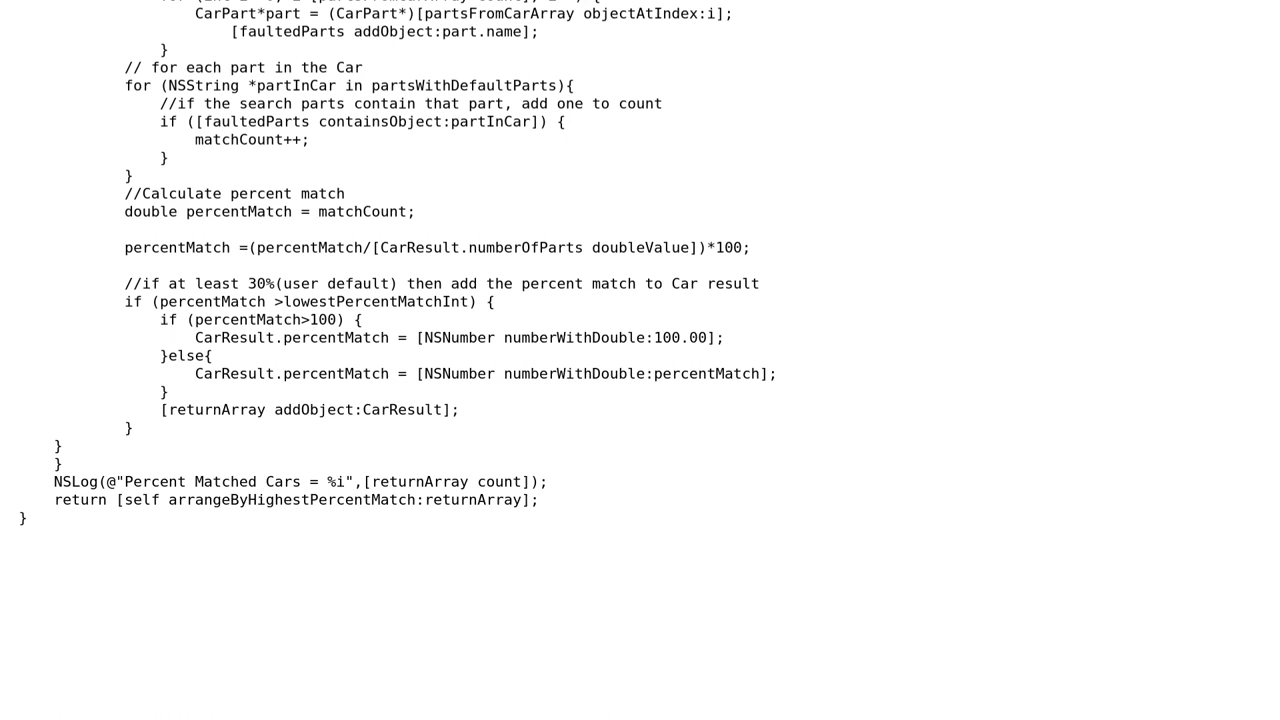 CarPart*part = (CarPart*)[partsFromCarArray objectAtIndex:i];
[faultedParts addObject:part.name];
}
// for each part in the Car
for (NSString *partInCar in partsWithDefaultParts){
//if the search parts contain that part, add one to count
if ([faultedParts containsObject:partInCar]) {
matchCount++;
}
}
//Calculate percent match
double percentMatch = matchCount;
percentMatch =(percentMatch/[CarResult.numberOfParts doubleValue])*100;
//if at least 30%(user default) then add the percent match to Car result
if (percentMatch >lowestPercentMatchInt) {
if (percentMatch>100) {
CarResult.percentMatch = [NSNumber numberWithDouble:100.00];
}else{
CarResult.percentMatch = [NSNumber numberWithDouble:percentMatch];
}
[returnArray addObject:CarResult];
}
}
}
NSLog(@"Percent Matched Cars = %i",[returnArray count]);
return [self arrangeByHighestPercentMatch:returnArray];
}